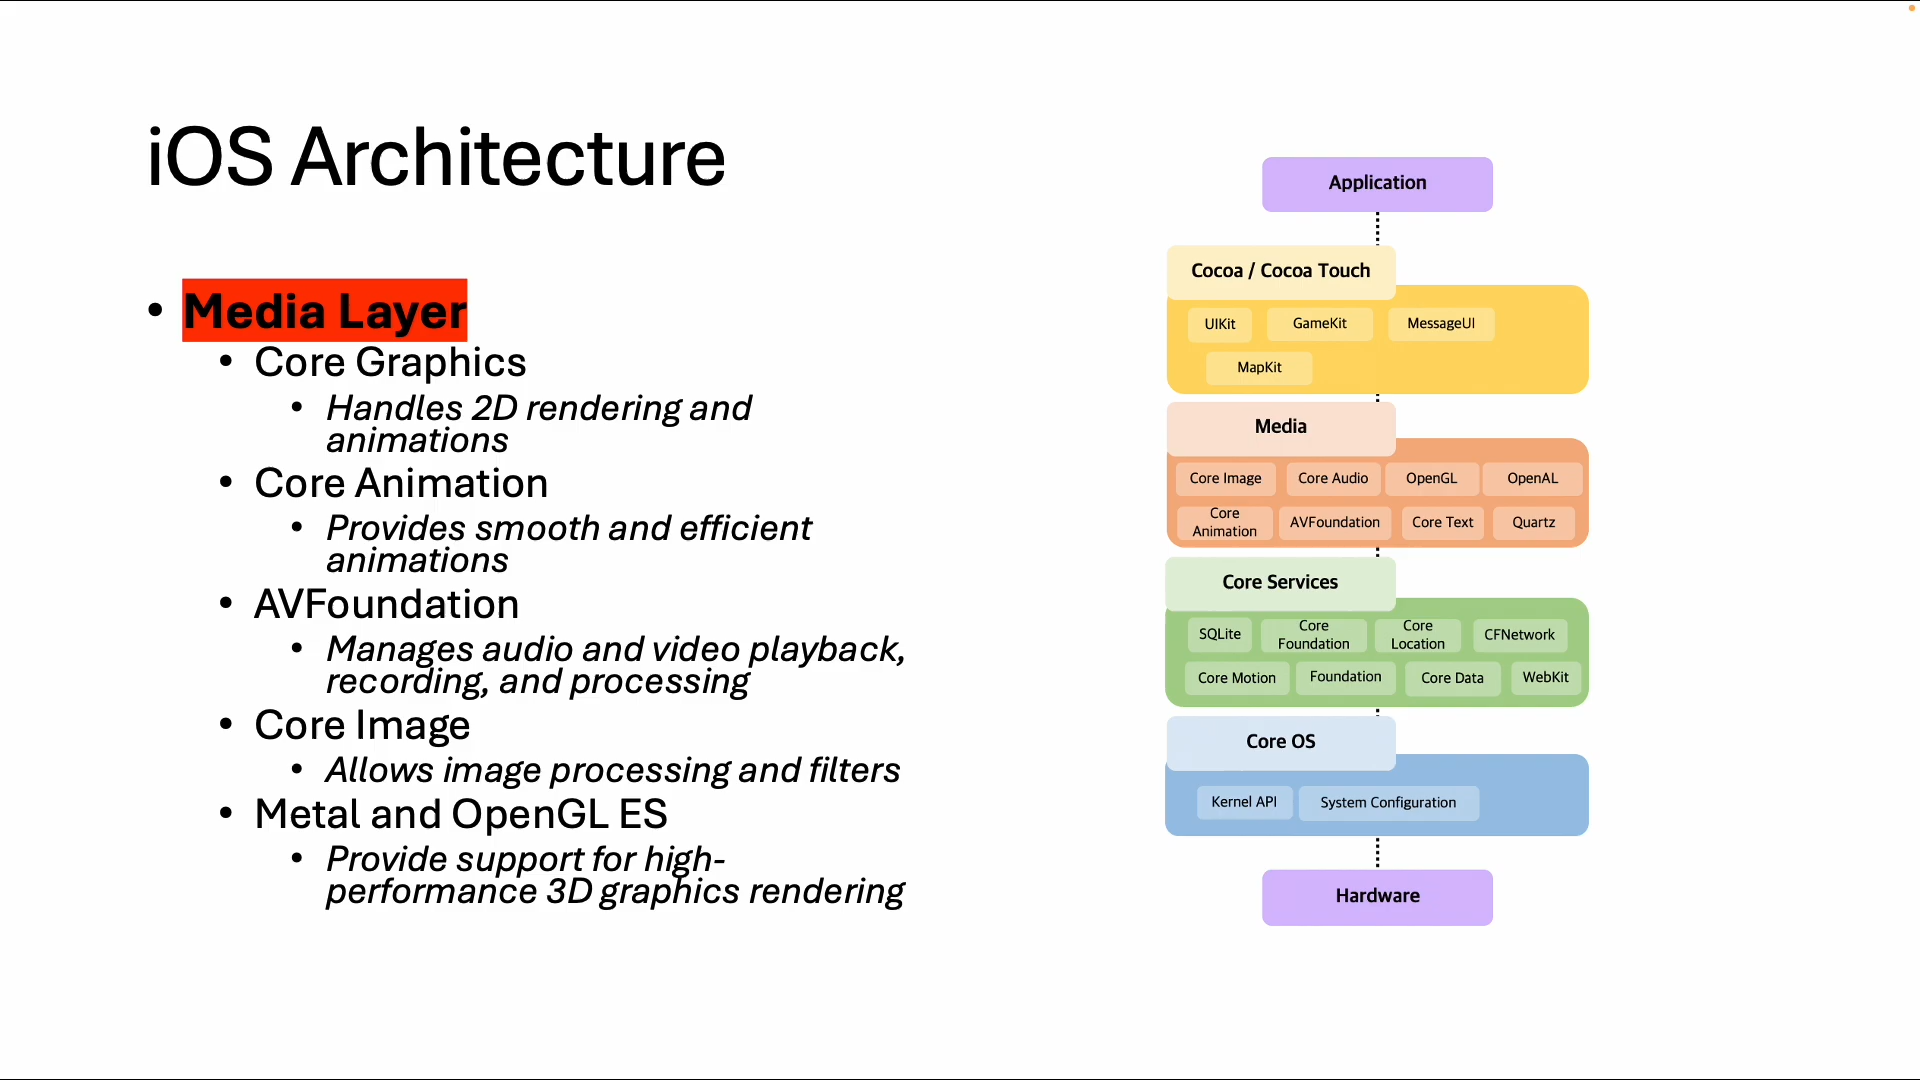 iOS Architecture
• Media Layer
• Core Graphics
• Handles 2D rendering and
animations
• Core Animation
• Provides smooth and efficient
animations
• AVFoundation
• Manages audio and video playback,
recording, and processing
• Core Image
• Allows image processing and filters
• Metal and OpenGL ES
• Provide support for high-
performance 3D graphics rendering
Application
Cocoa / Cocoa Touch
UIKit GameKit MessageUI
MapKit
Media
Core Image Core Audio OpenGL OpenAL
Core
Animation AVFoundation Core Text Quartz
Core Services
SQLite Core
Foundation Core
Location CFNetwork
Core Motion Foundation Core Data WebKit
Core OS
Kernel API System Configuration
Hardware